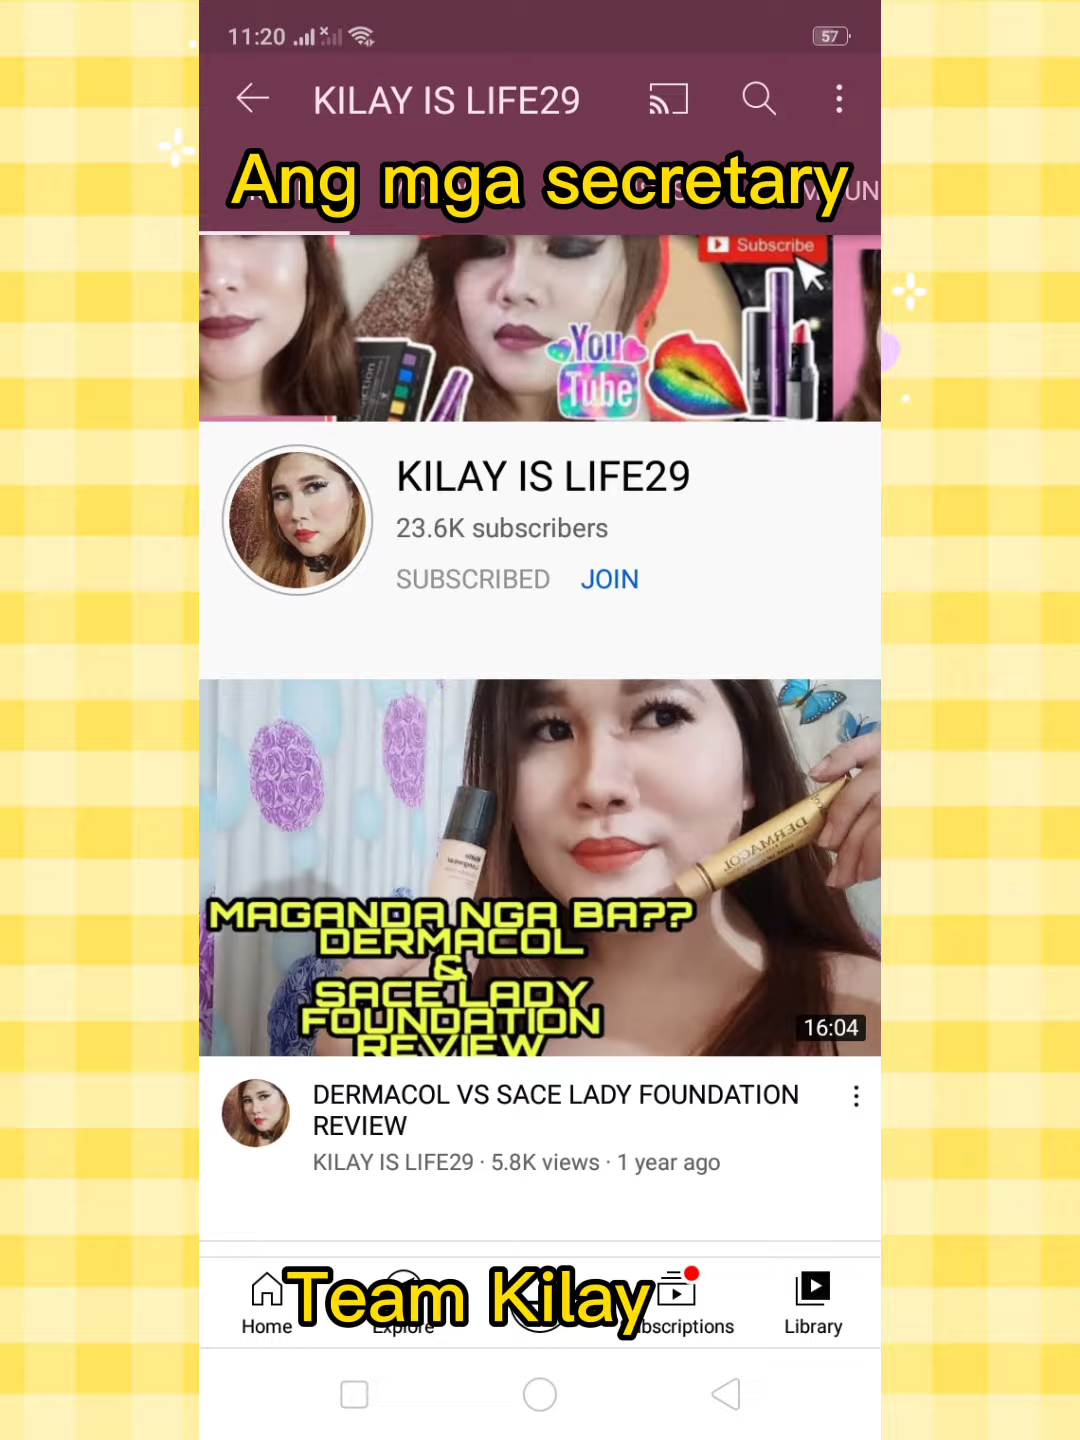 11:20
57
KILAY IS LIFE29
Ang mga secretary
Subscribe
You
Tube
KILAY IS LIFE29
23.6K subscribers
SUBSCRIBED JOIN
DERMACOL
MAGANDA NGA BA??
DERMACOL
&
SACE LADY
FOUNDATION
REVIEW
16:04
DERMACOL VS SACE LADY FOUNDATION
REVIEW
KILAY IS LIFE29 · 5.8K views · 1 year ago
Team Kilay
Home Explore Subscriptions Library